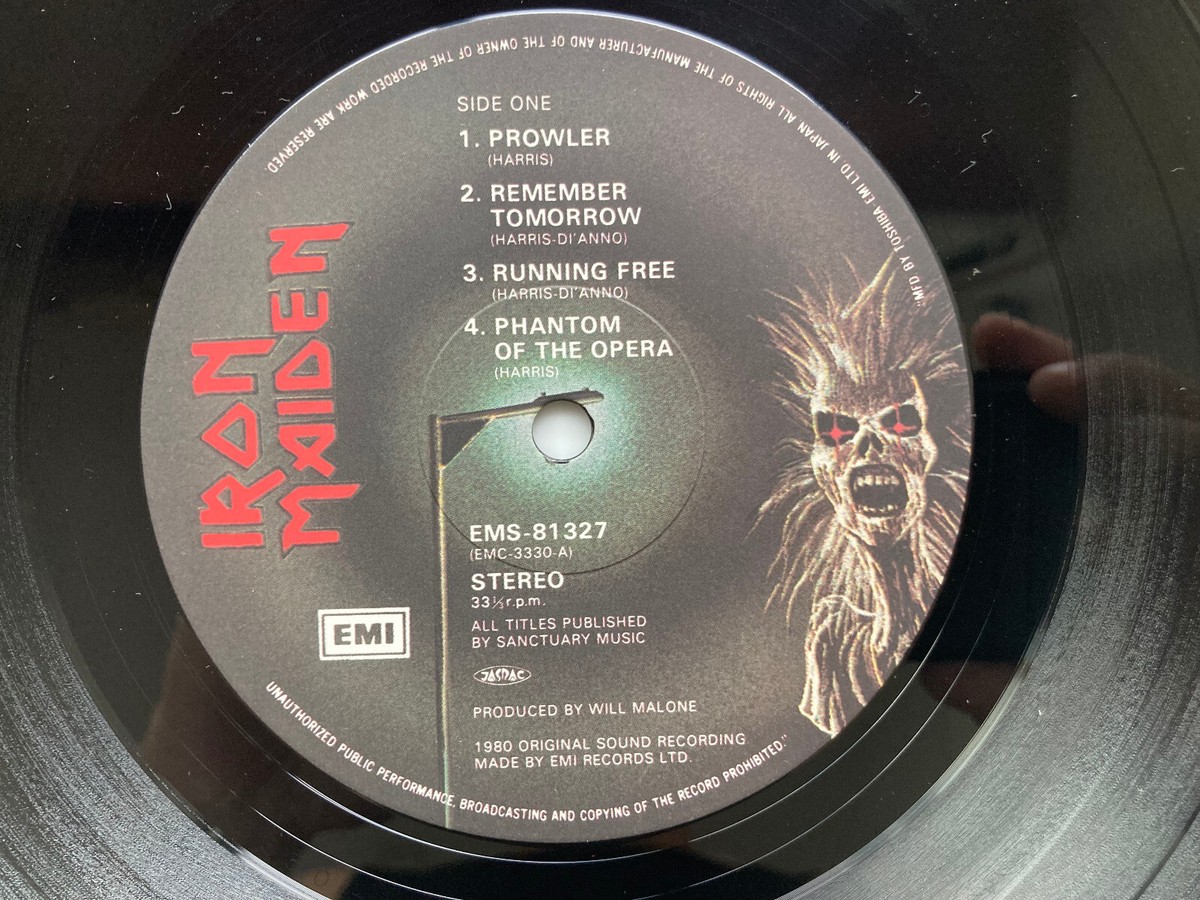 SIDE ONE
1. PROWLER
(HARRIS)
2. REMEMBER
TOMORROW
(HARRIS-DI'ANNO)
3. RUNNING FREE
(HARRIS-DI'ANNO)
4. PHANTOM
OF THE OPERA
(HARRIS)
IRON
MAIDEN
EMS-81327
(EMC-3330-A)
STEREO
33⅓ r.p.m.
ALL TITLES PUBLISHED
BY SANCTUARY MUSIC
JASRAC
PRODUCED BY WILL MALONE
1980 ORIGINAL SOUND RECORDING
MADE BY EMI RECORDS LTD.
EMI
"MFD BY TOSHIBA-EMI LTD IN JAPAN ALL RIGHTS OF THE MANUFACTURER AND OF THE OWNER OF THE RECORDED WORK ARE RESERVED.
UNAUTHORIZED PUBLIC PERFORMANCE, BROADCASTING AND COPYING OF THE RECORD PROHIBITED."